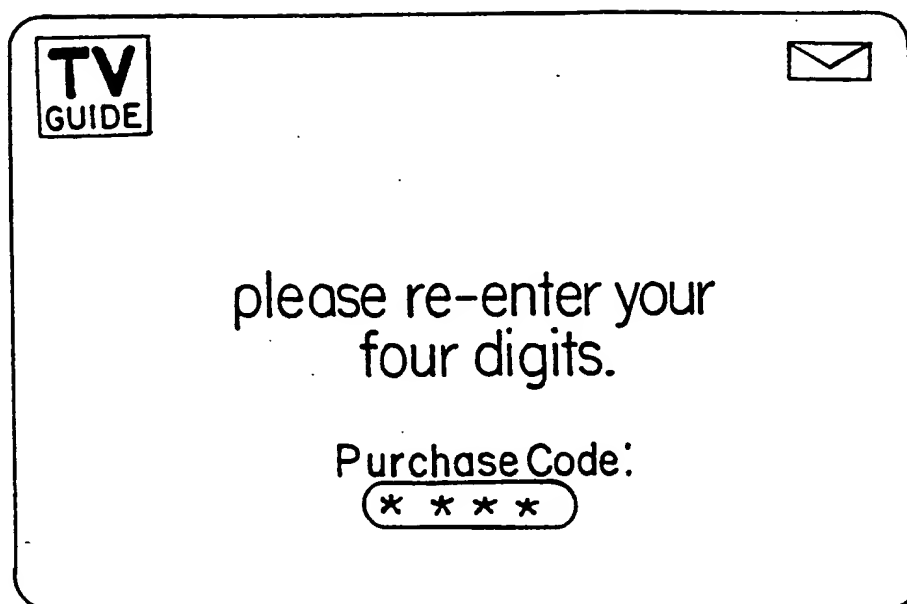 TV
GUIDE
please re-enter your
four digits.
Purchase Code:
* * * *